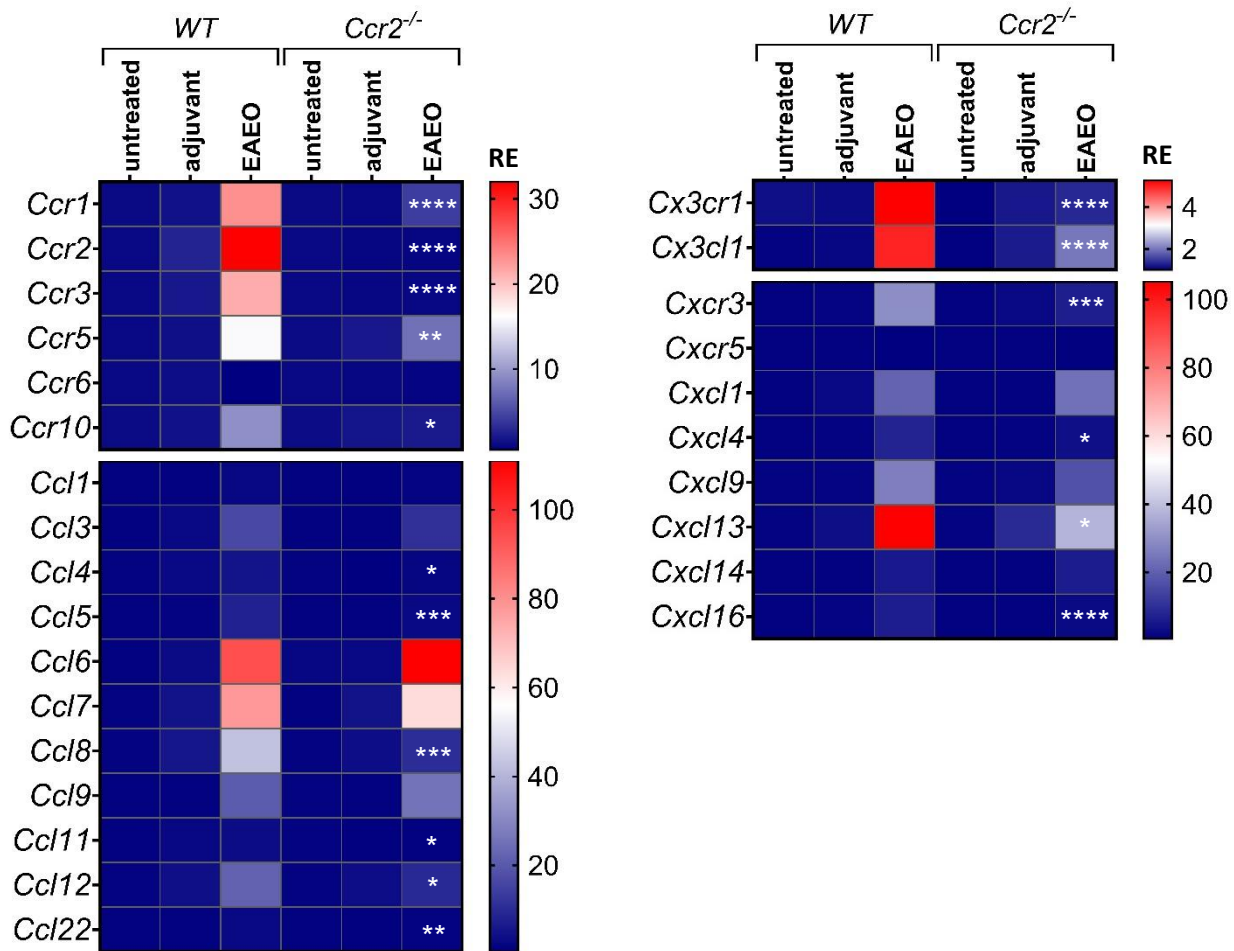 WT Ccr2-/-
untreated adjuvant EAEO untreated adjuvant EAEO
RE
Ccr1 ****
Ccr2 ****
Ccr3 ****
Ccr5 **
Ccr6
Ccr10 *
30
20
10
Ccl1
Ccl3
Ccl4 *
Ccl5 ***
Ccl6
Ccl7
Ccl8 ***
Ccl9
Ccl11 *
Ccl12 *
Ccl22 **
100
80
60
40
20
WT Ccr2-/-
untreated adjuvant EAEO untreated adjuvant EAEO
RE
Cx3cr1 ****
Cx3cl1 ****
4
2
Cxcr3 ***
Cxcr5
Cxcl1
Cxcl4 *
Cxcl9
Cxcl13 *
Cxcl14
Cxcl16 ****
100
80
60
40
20